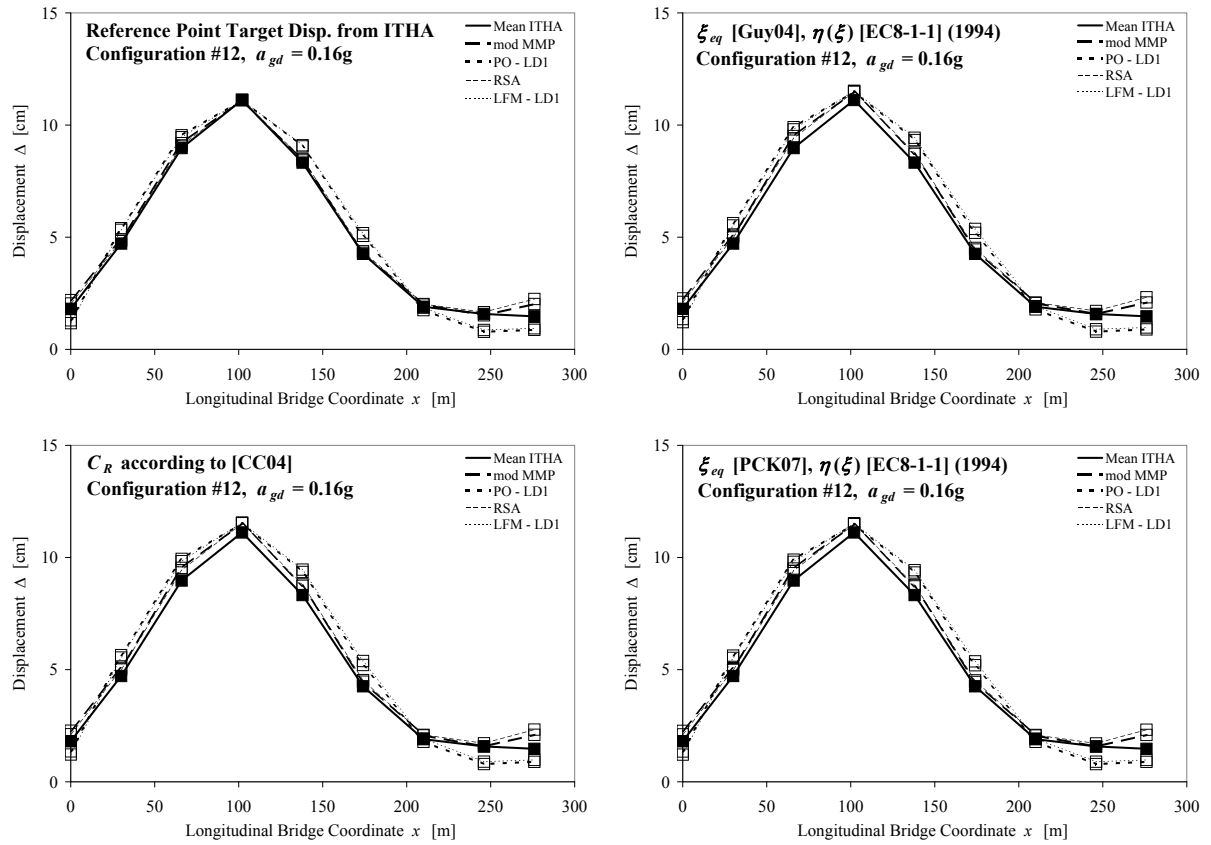 Reference Point Target Disp. from ITHA
Configuration #12, a gd = 0.16g
Mean ITHA
mod MMP
PO - LD1
RSA
LFM - LD1
15
10
5
0
Displacement Δ [cm]
0 50 100 150 200 250 300
Longitudinal Bridge Coordinate x [m]
ξ eq [Guy04], η(ξ) [EC8-1-1] (1994)
Configuration #12, a gd = 0.16g
Mean ITHA
mod MMP
PO - LD1
RSA
LFM - LD1
15
10
5
0
Displacement Δ [cm]
0 50 100 150 200 250 300
Longitudinal Bridge Coordinate x [m]
C R according to [CC04]
Configuration #12, a gd = 0.16g
Mean ITHA
mod MMP
PO - LD1
RSA
LFM - LD1
15
10
5
0
Displacement Δ [cm]
0 50 100 150 200 250 300
Longitudinal Bridge Coordinate x [m]
ξ eq [PCK07], η(ξ) [EC8-1-1] (1994)
Configuration #12, a gd = 0.16g
Mean ITHA
mod MMP
PO - LD1
RSA
LFM - LD1
15
10
5
0
Displacement Δ [cm]
0 50 100 150 200 250 300
Longitudinal Bridge Coordinate x [m]